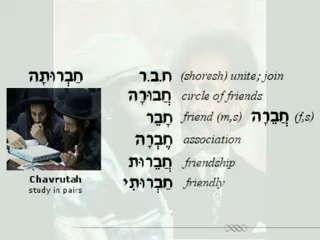 חַבְרוּתָה
ח.ב.ר (shoresh) unite; join
חֲבוּרָה circle of friends
חָבֵר friend (m,s) חֲבֵרָה (f,s)
חֶבְרָה association
חֲבֵרוּת friendship
חַבְרוּתִי friendly
Chavrutah
study in pairs